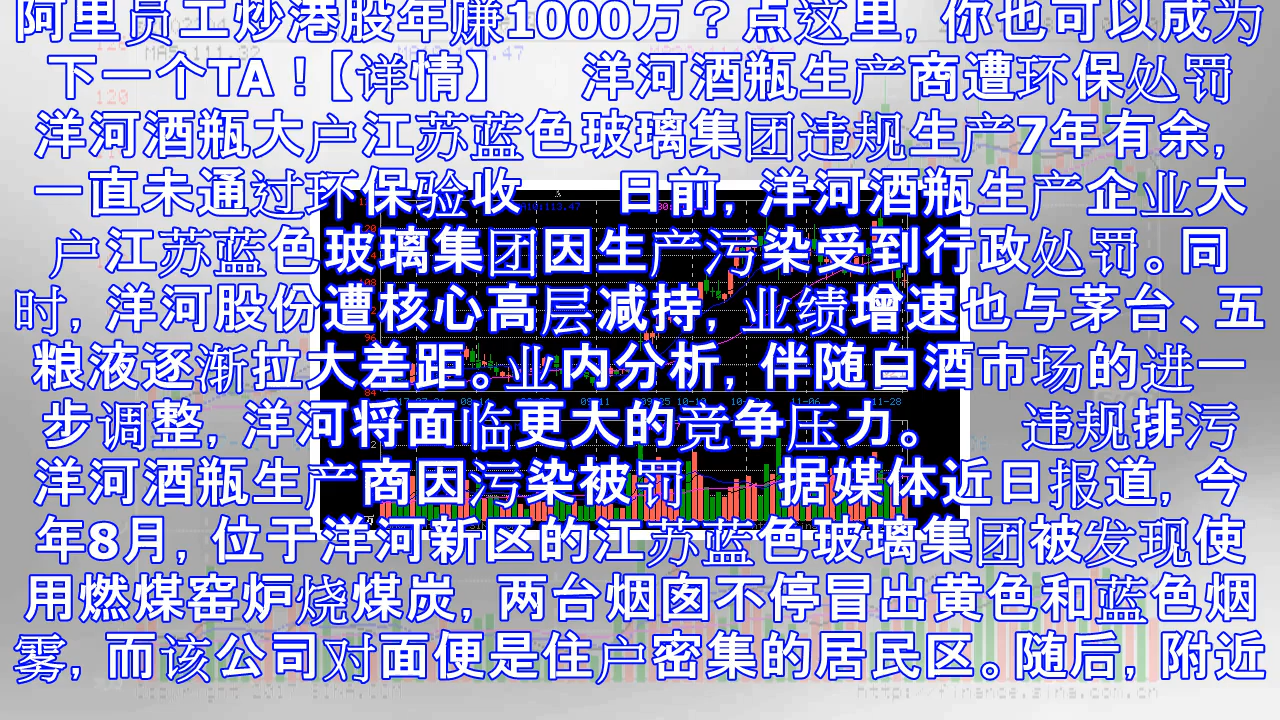 阿里员工炒港股年赚1000万？点这里, 你也可以成为
下一个TA！【详情】　　洋河酒瓶生产商遭环保处罚
洋河酒瓶大户江苏蓝色玻璃集团违规生产7年有余,
一直未通过环保验收　　日前, 洋河酒瓶生产企业大
户江苏蓝色玻璃集团因生产污染受到行政处罚。同
时, 洋河股份遭核心高层减持, 业绩增速也与茅台、五
粮液逐渐拉大差距。业内分析, 伴随白酒市场的进一
步调整, 洋河将面临更大的竞争压力。　　违规排污
洋河酒瓶生产商因污染被罚　　据媒体近日报道, 今
年8月, 位于洋河新区的江苏蓝色玻璃集团被发现使
用燃煤窑炉烧煤炭, 两台烟囱不停冒出黄色和蓝色烟
雾, 而该公司对面便是住户密集的居民区。随后, 附近